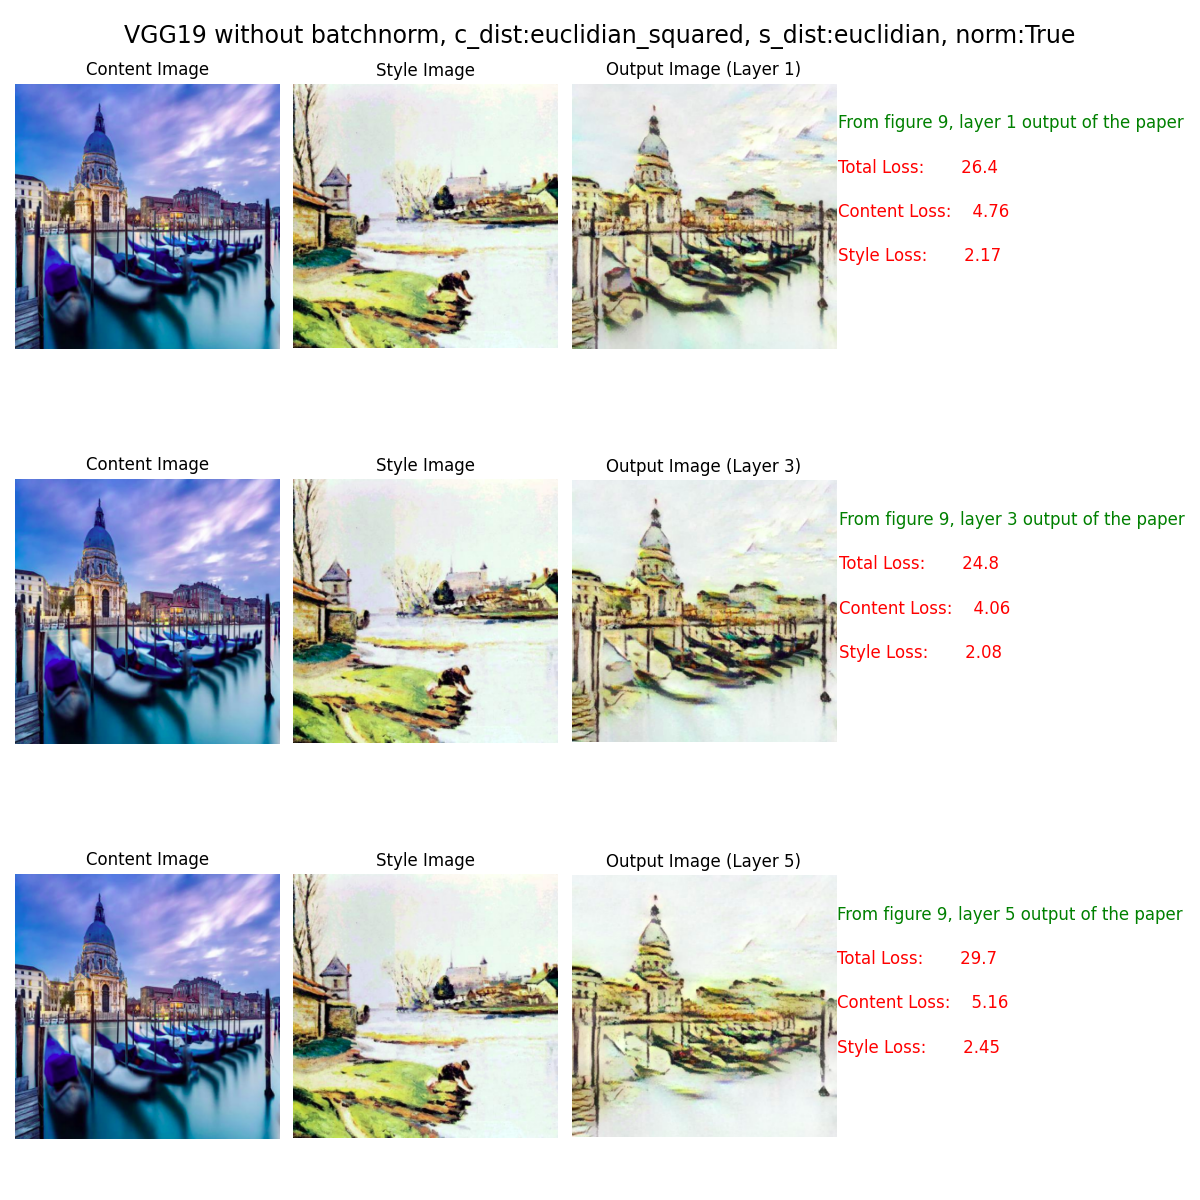 VGG19 without batchnorm, c_dist:euclidian_squared, s_dist:euclidian, norm:True
Content Image
Style Image
Output Image (Layer 1)
From figure 9, layer 1 output of the paper
Total Loss: 26.4
Content Loss: 4.76
Style Loss: 2.17
Content Image
Style Image
Output Image (Layer 3)
From figure 9, layer 3 output of the paper
Total Loss: 24.8
Content Loss: 4.06
Style Loss: 2.08
Content Image
Style Image
Output Image (Layer 5)
From figure 9, layer 5 output of the paper
Total Loss: 29.7
Content Loss: 5.16
Style Loss: 2.45